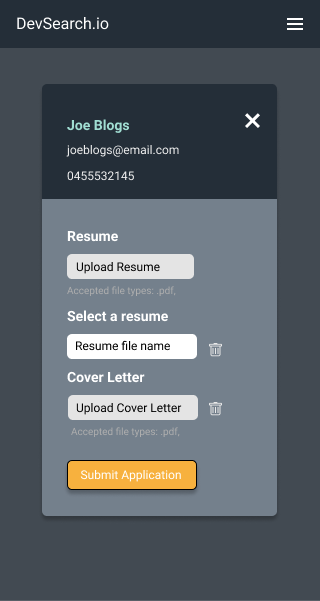 DevSearch.io
Joe Blogs
joeblogs@email.com
0455532145
Resume
Upload Resume
Accepted file types: .pdf,
Select a resume
Resume file name
Cover Letter
Upload Cover Letter
Accepted file types: .pdf,
Submit Application